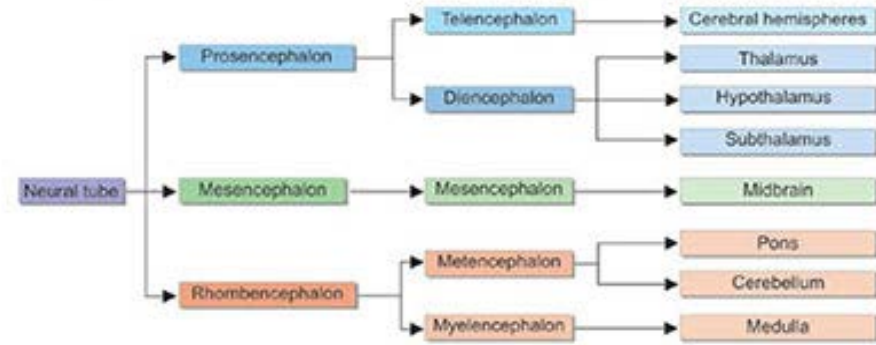 Telencephalon
Cerebral hemispheres
Prosencephalon
Thalamus
Diencephalon
Hypothalamus
Subthalamus
Neural tube
Mesencephalon
Mesencephalon
Midbrain
Rhombencephalon
Metencephalon
Pons
Cerebellum
Myelencephalon
Medulla